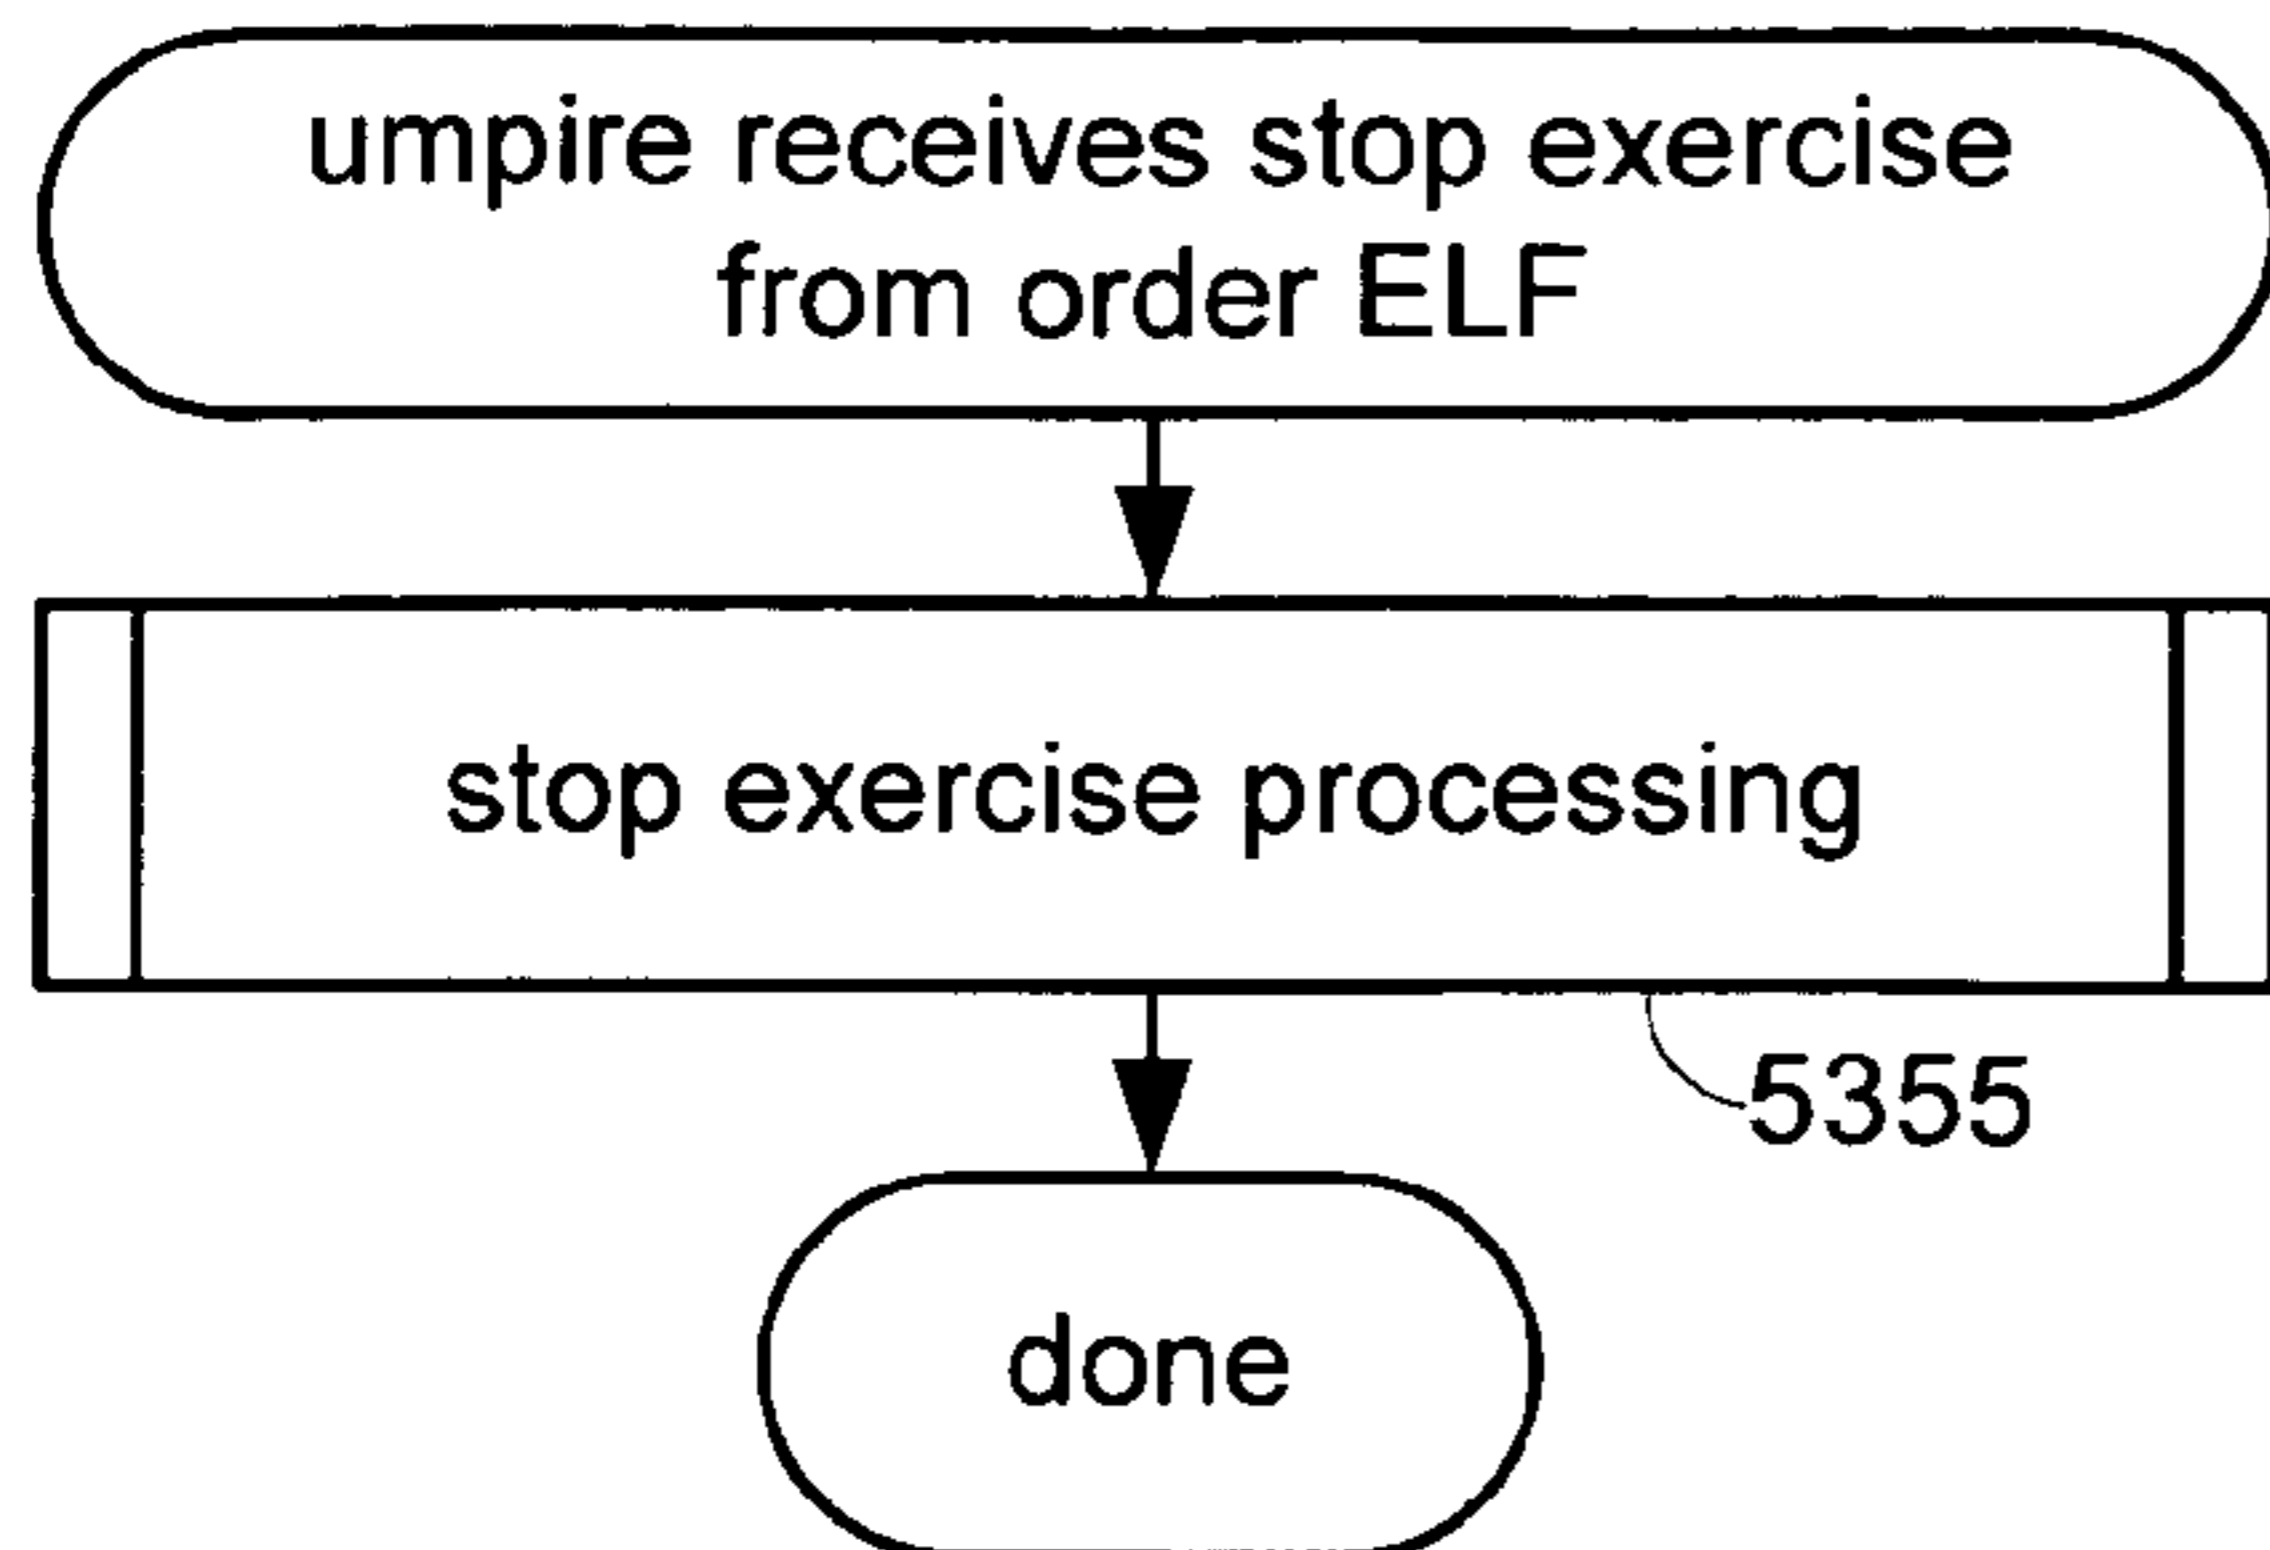 umpire receives stop exercise
from order ELF
stop exercise processing
5355
done